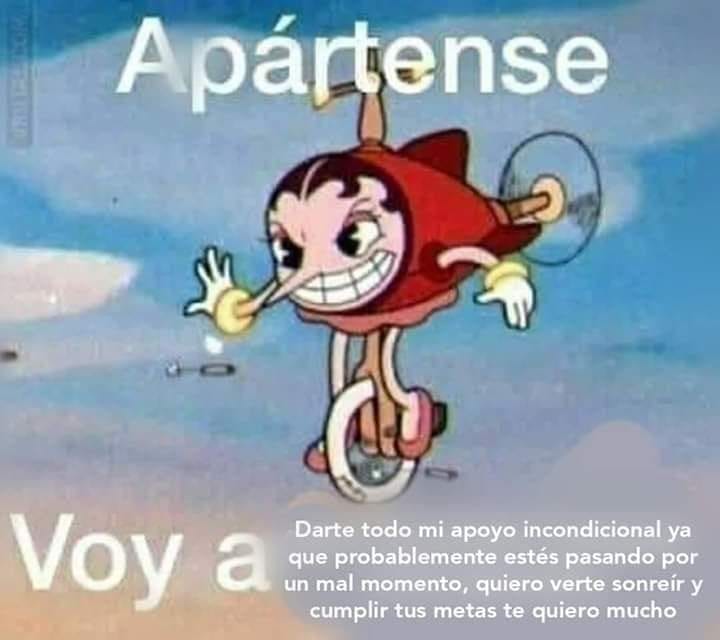 Apártense
Voy a
Darte todo mi apoyo incondicional ya
que probablemente estés pasando por
un mal momento, quiero verte sonreír y
cumplir tus metas te quiero mucho